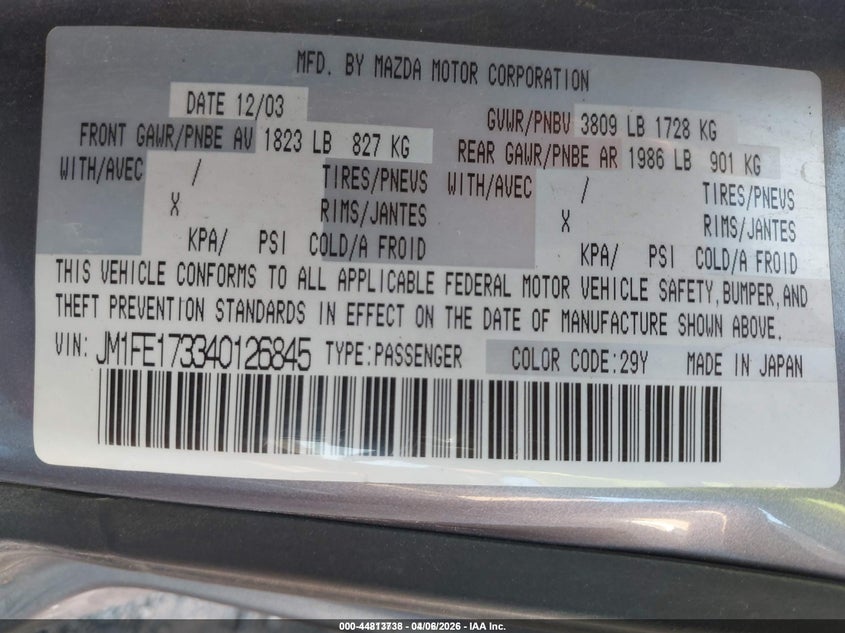 MFD. BY MAZDA MOTOR CORPORATION
DATE 12/03 GVWR/PNBV 3809 LB 1728 KG
FRONT GAWR/PNBE AV 1823 LB 827 KG REAR GAWR/PNBE AR 1986 LB 901 KG
WITH/AVEC / TIRES/PNEUS WITH/AVEC / TIRES/PNEUS
X RIMS/JANTES X RIMS/JANTES
KPA/ PSI COLD/A FROID KPA/ PSI COLD/A FROID
THIS VEHICLE CONFORMS TO ALL APPLICABLE FEDERAL MOTOR VEHICLE SAFETY, BUMPER, AND
THEFT PREVENTION STANDARDS IN EFFECT ON THE DATE OF MANUFACTURE SHOWN ABOVE.
VIN: JM1FE173340126845 TYPE:PASSENGER COLOR CODE:29Y MADE IN JAPAN
000-44813738 - 04/06/2026 - IAA Inc.